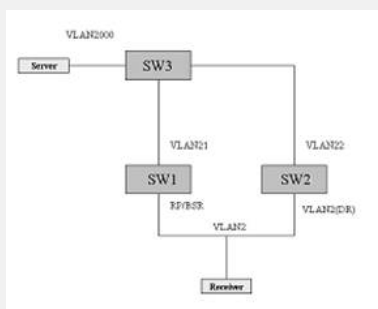 VLAN2000
Server
SW3
VLAN21
VLAN22
SW1
SW2
RP/BSR
VLAN2(DR)
VLAN2
Receiver